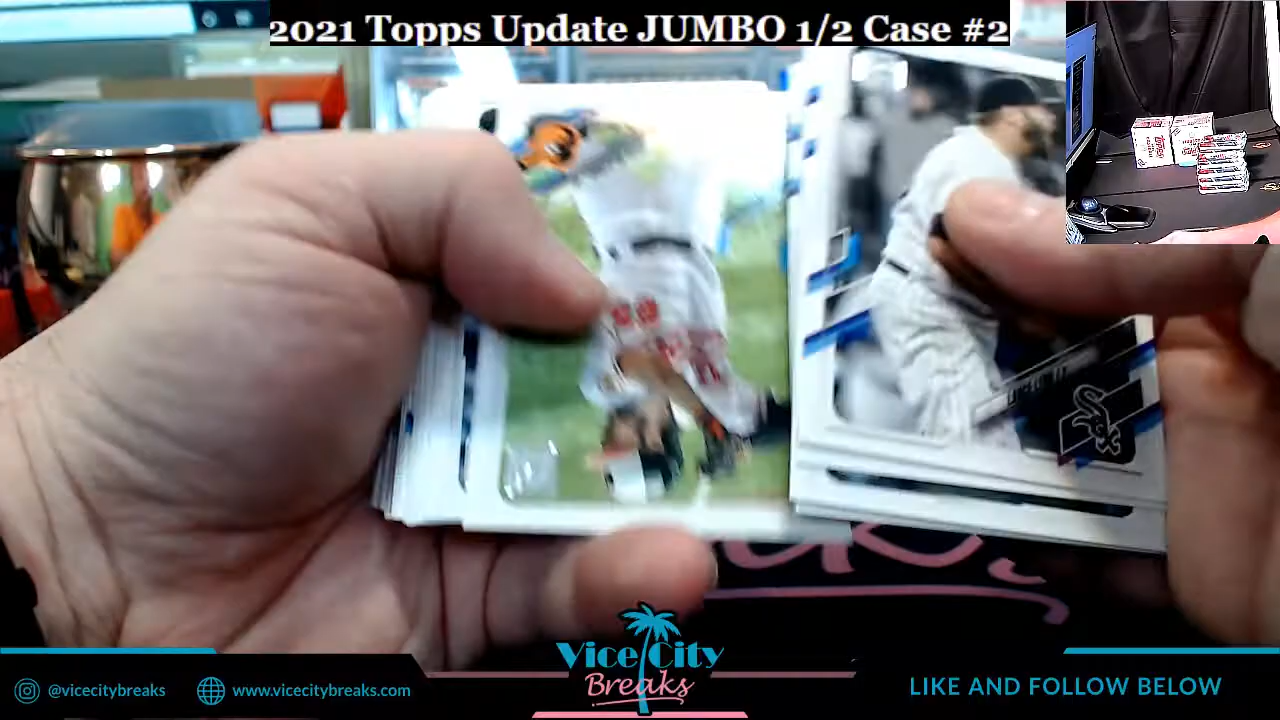 2021 Topps Update JUMBO 1/2 Case #2
Sox
Vice City
Breaks
@vicecitybreaks
www.vicecitybreaks.com
LIKE AND FOLLOW BELOW